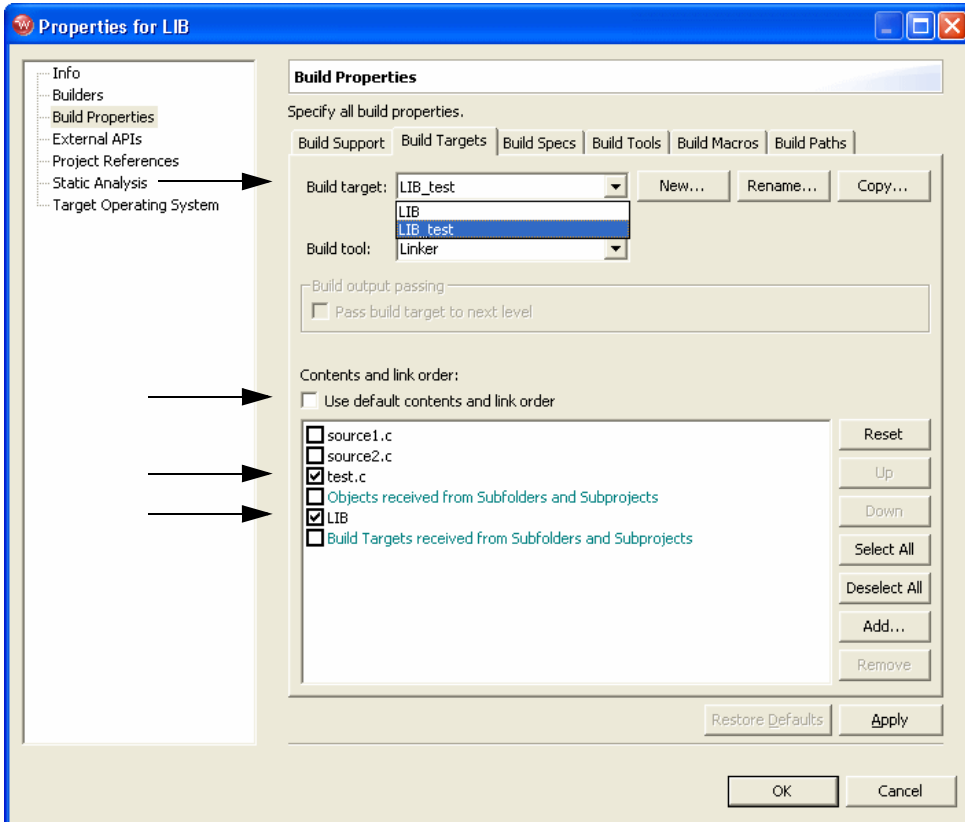 Properties for LIB
Info
Builders
Build Properties
External APIs
Project References
Static Analysis
Target Operating System
Build Properties
Specify all build properties.
Build Support Build Targets Build Specs Build Tools Build Macros Build Paths
Build target: LIB_test New... Rename... Copy...
LIB
LIB_test
Build tool: Linker
Build output passing
Pass build target to next level
Contents and link order:
Use default contents and link order
source1.c
source2.c
test.c
Objects received from Subfolders and Subprojects
LIB
Build Targets received from Subfolders and Subprojects
Reset
Up
Down
Select All
Deselect All
Add...
Remove
Restore Defaults Apply
OK Cancel